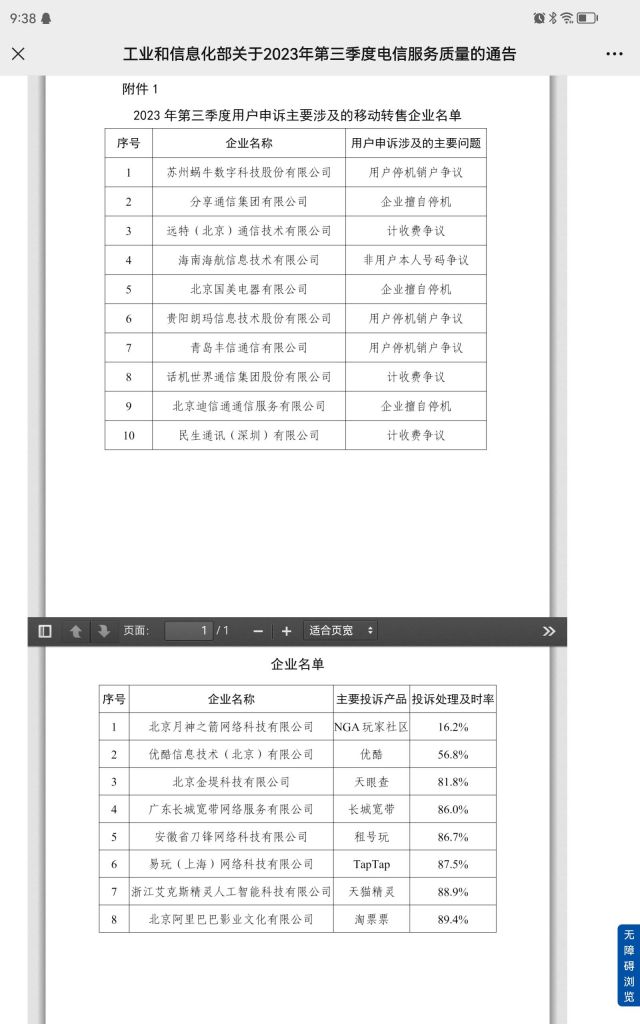 9:38
工业和信息化部关于2023年第三季度电信服务质量的通告
附件 1
2023 年第三季度用户申诉主要涉及的移动转售企业名单
序号 企业名称 用户申诉涉及的主要问题
1 苏州蜗牛数字科技股份有限公司 用户停机销户争议
2 分享通信集团有限公司 企业擅自停机
3 远特（北京）通信技术有限公司 计收费争议
4 海南海航信息技术有限公司 非用户本人号码争议
5 北京国美电器有限公司 企业擅自停机
6 贵阳朗玛信息技术股份有限公司 用户停机销户争议
7 青岛丰信通信有限公司 用户停机销户争议
8 话机世界通信集团股份有限公司 计收费争议
9 北京迪信通通信服务有限公司 企业擅自停机
10 民生通讯（深圳）有限公司 计收费争议
页面: 1 / 1 适合页宽
企业名单
序号 企业名称 主要投诉产品 投诉处理及时率
1 北京月神之箭网络科技有限公司 NGA 玩家社区 16.2%
2 优酷信息技术（北京）有限公司 优酷 56.8%
3 北京金堤科技有限公司 天眼查 81.8%
4 广东长城宽带网络服务有限公司 长城宽带 86.0%
5 安徽省刀锋网络科技有限公司 租号玩 86.7%
6 易玩（上海）网络科技有限公司 TapTap 87.5%
7 浙江艾克斯精灵人工智能科技有限公司 天猫精灵 88.9%
8 北京阿里巴巴影业文化有限公司 淘票票 89.4%
无障碍浏览